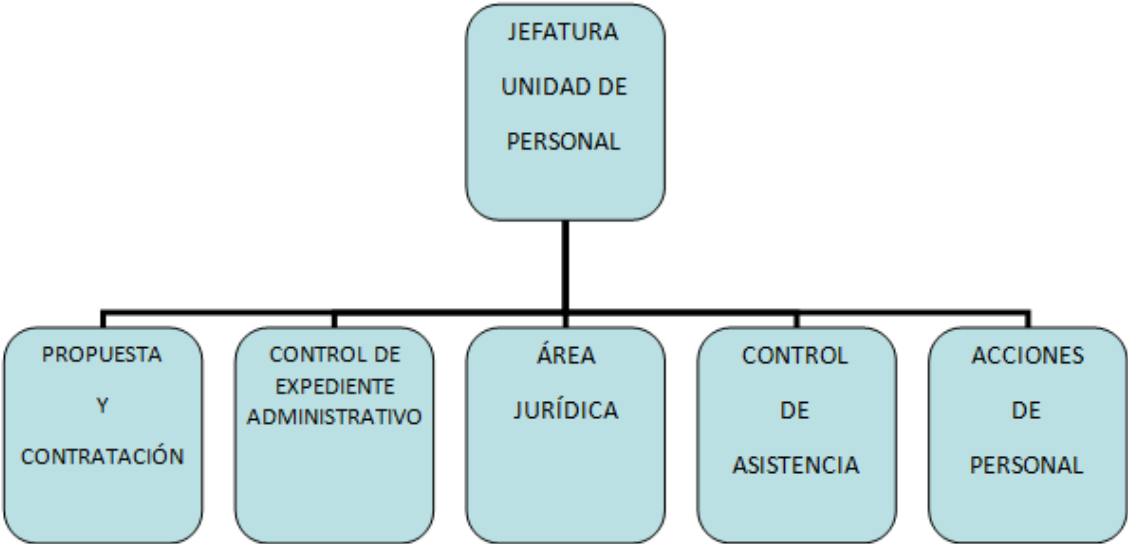 JEFATURA
UNIDAD DE
PERSONAL
PROPUESTA
Y
CONTRATACIÓN
CONTROL DE
EXPEDIENTE
ADMINISTRATIVO
ÁREA
JURÍDICA
CONTROL
DE
ASISTENCIA
ACCIONES
DE
PERSONAL